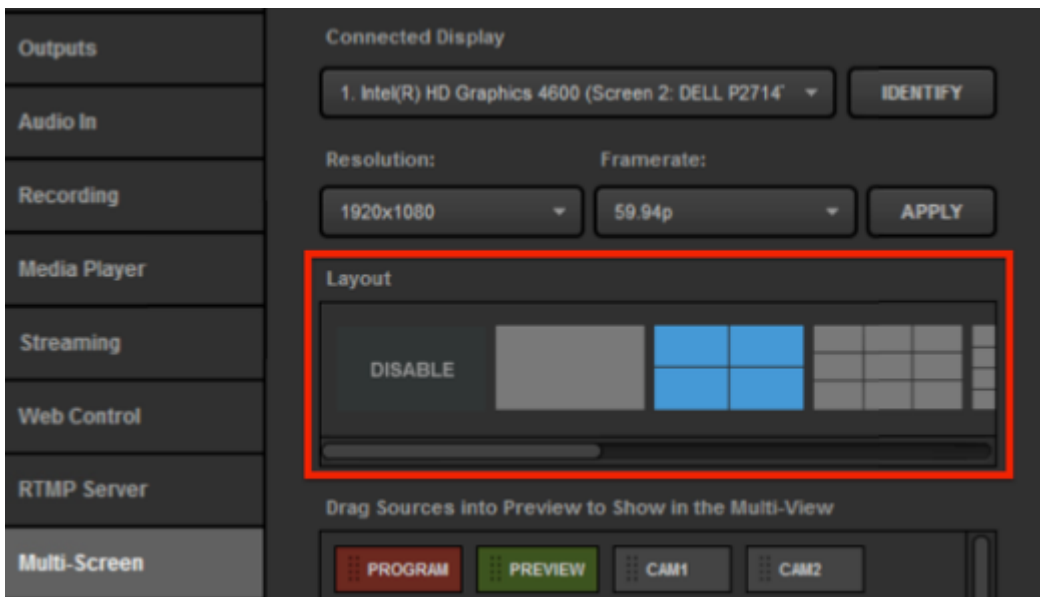 Outputs
Audio In
Recording
Media Player
Streaming
Web Control
RTMP Server
Multi-Screen
Connected Display
1. Intel(R) HD Graphics 4600 (Screen 2: DELL P2714
IDENTIFY
Resolution:
Framerate:
1920x1080
59.94p
APPLY
Layout
DISABLE
Drag Sources into Preview to Show in the Multi-View
PROGRAM
PREVIEW
CAM1
CAM2